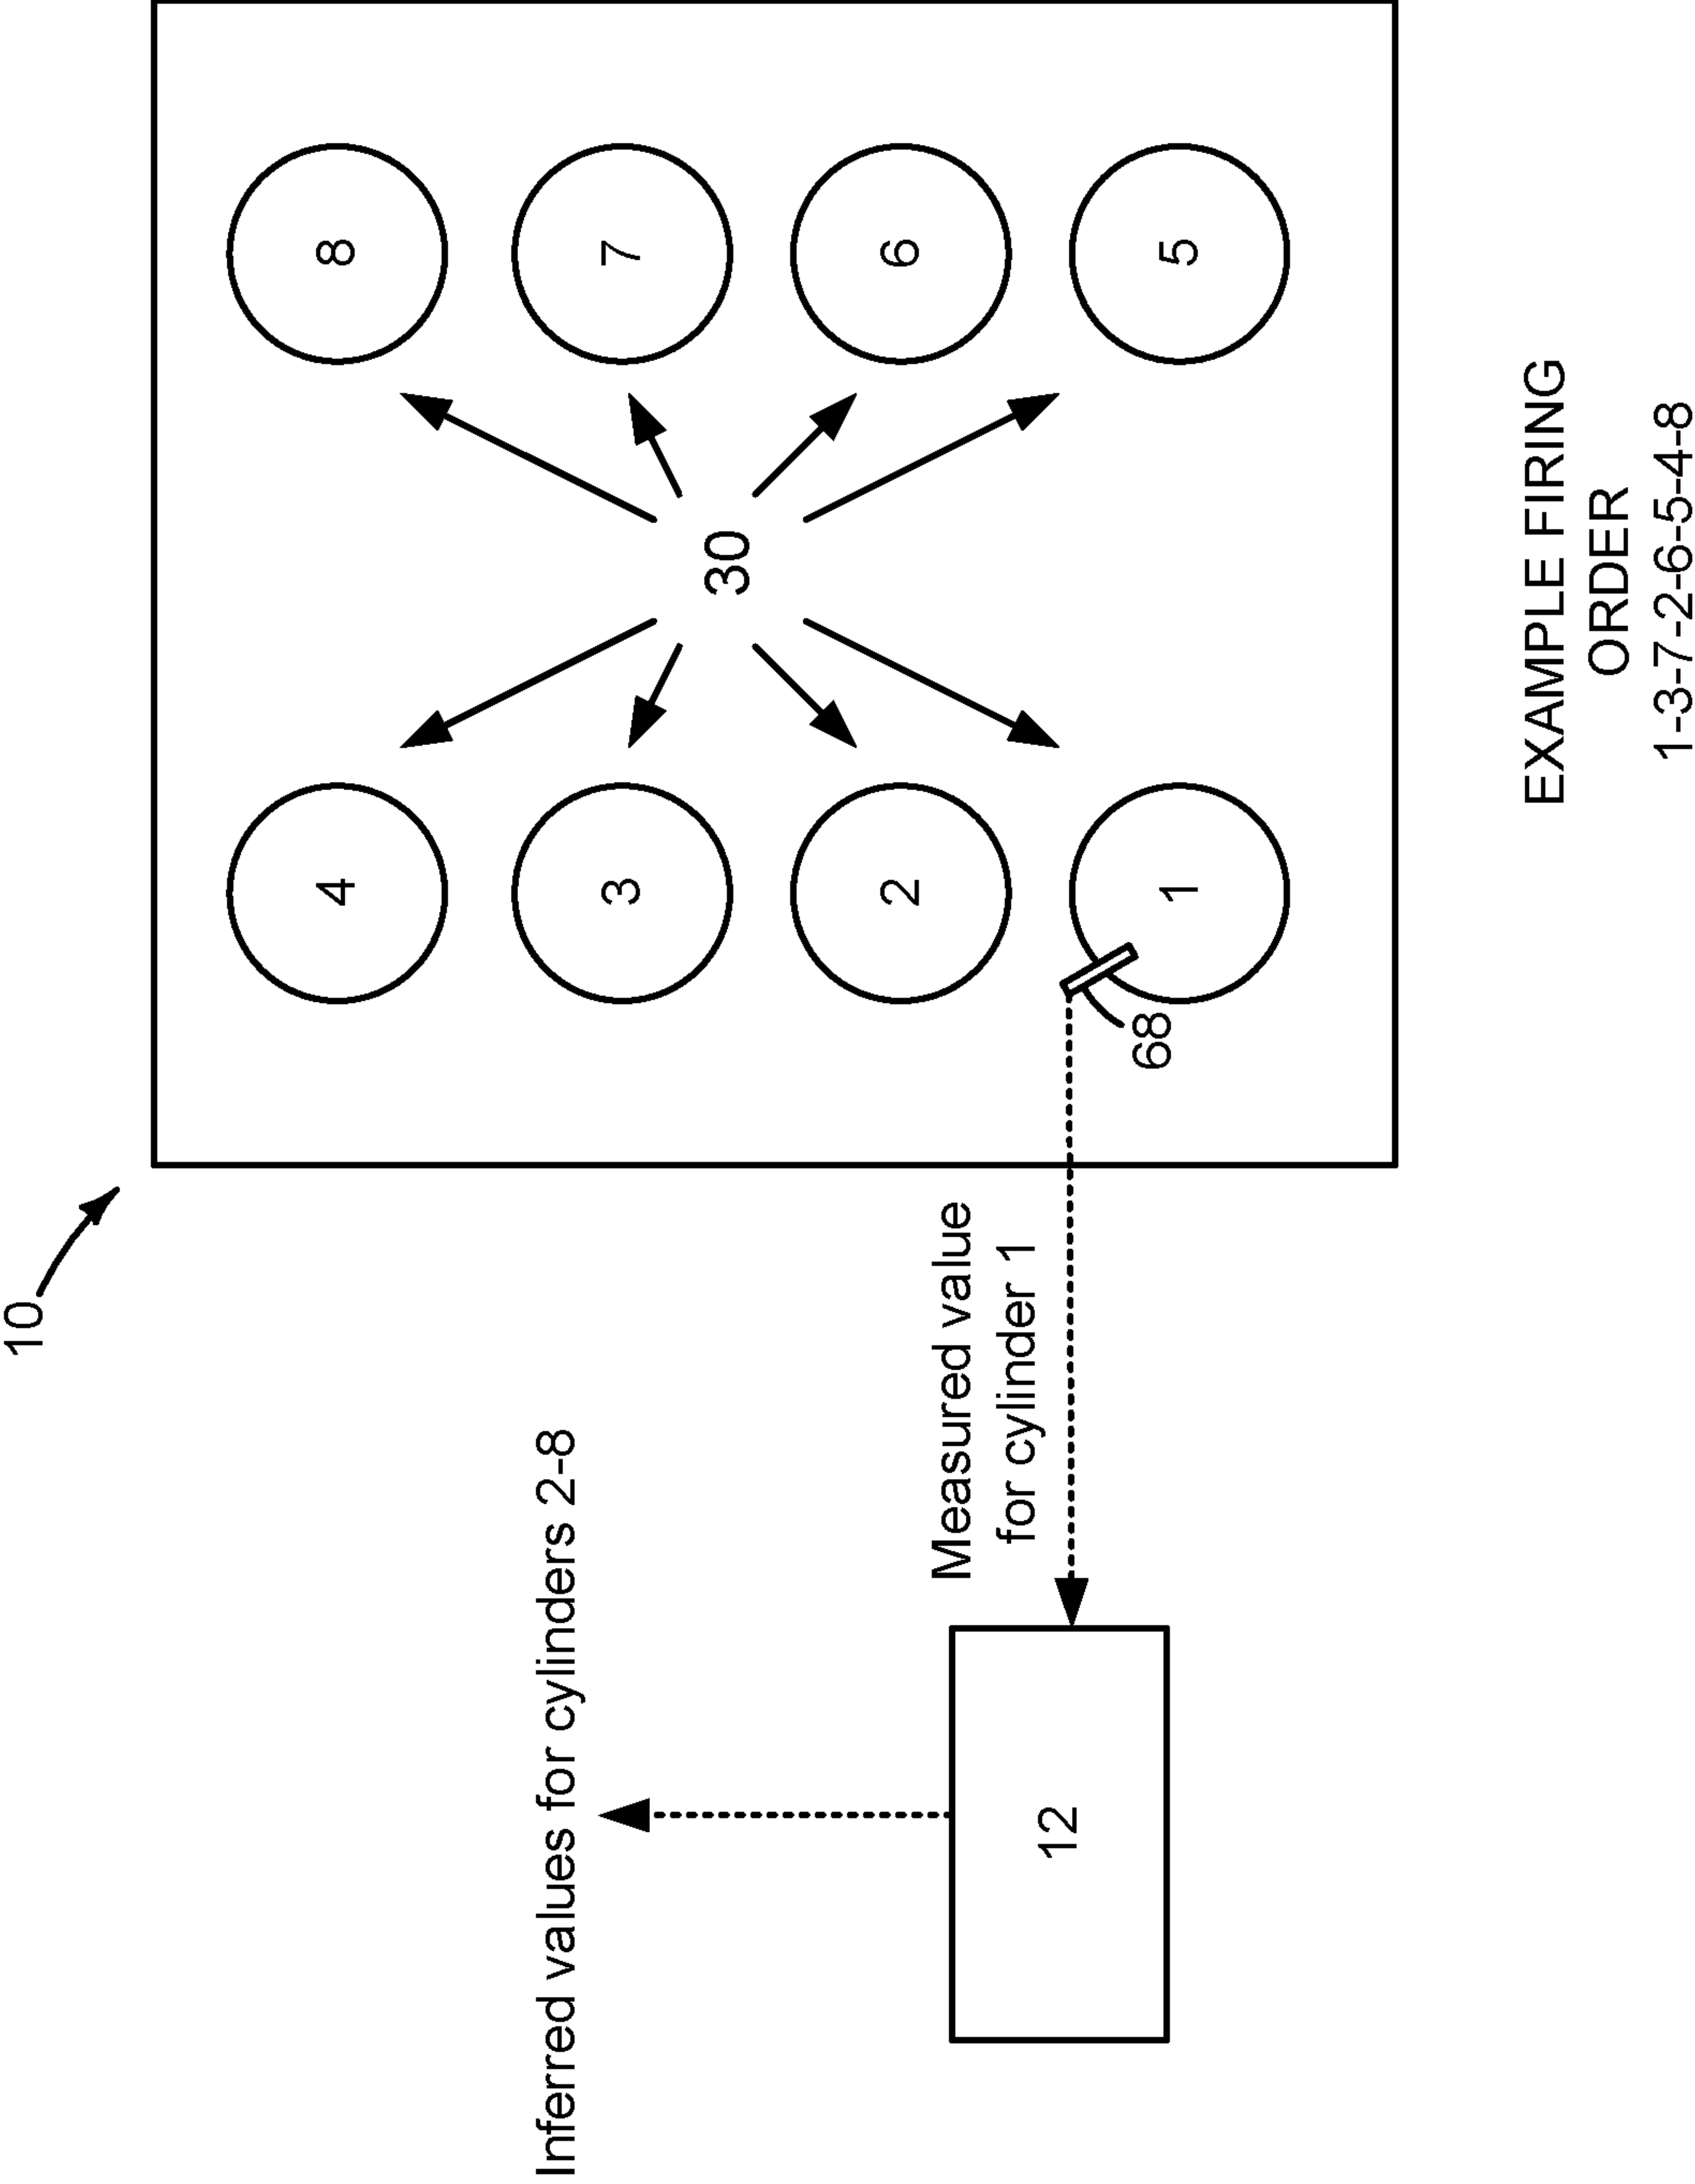 10
Inferred values for cylinders 2-8
Measured value
for cylinder 1
12
4
8
3
7
30
2
6
1
5
68
EXAMPLE FIRING
ORDER
1-3-7-2-6-5-4-8